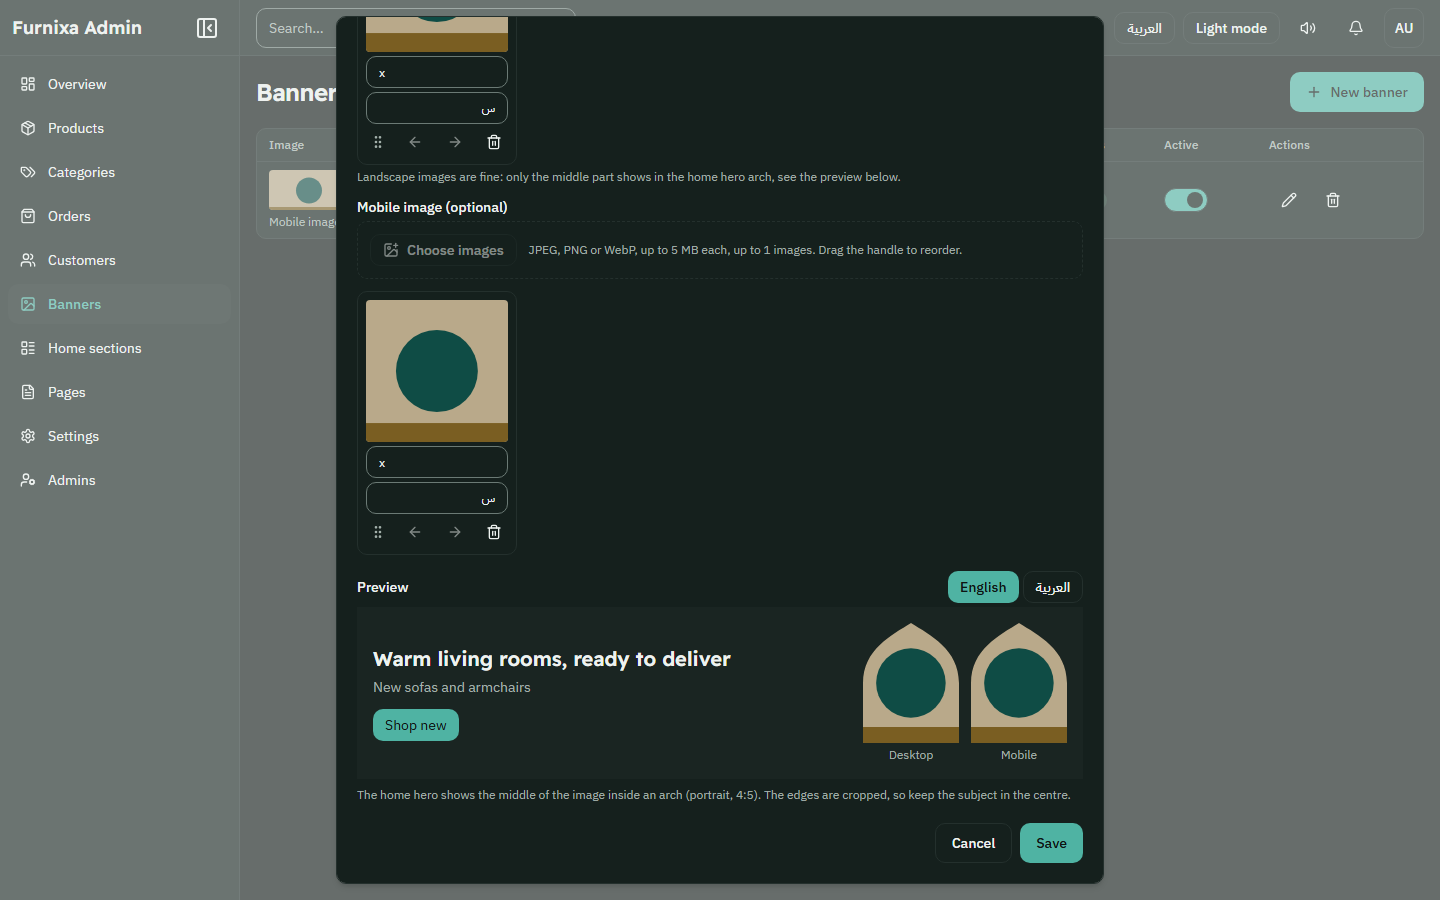 Furnixa Admin
Search...
العربية
Light mode
AU
Overview
Products
Categories
Orders
Customers
Banners
Home sections
Pages
Settings
Admins
Banner
New banner
Image
Active
Actions
Mobile image
x
س
Landscape images are fine: only the middle part shows in the home hero arch, see the preview below.
Mobile image (optional)
Choose images
JPEG, PNG or WebP, up to 5 MB each, up to 1 images. Drag the handle to reorder.
x
س
Preview
English
العربية
Warm living rooms, ready to deliver
New sofas and armchairs
Shop new
Desktop
Mobile
The home hero shows the middle of the image inside an arch (portrait, 4:5). The edges are cropped, so keep the subject in the centre.
Cancel
Save